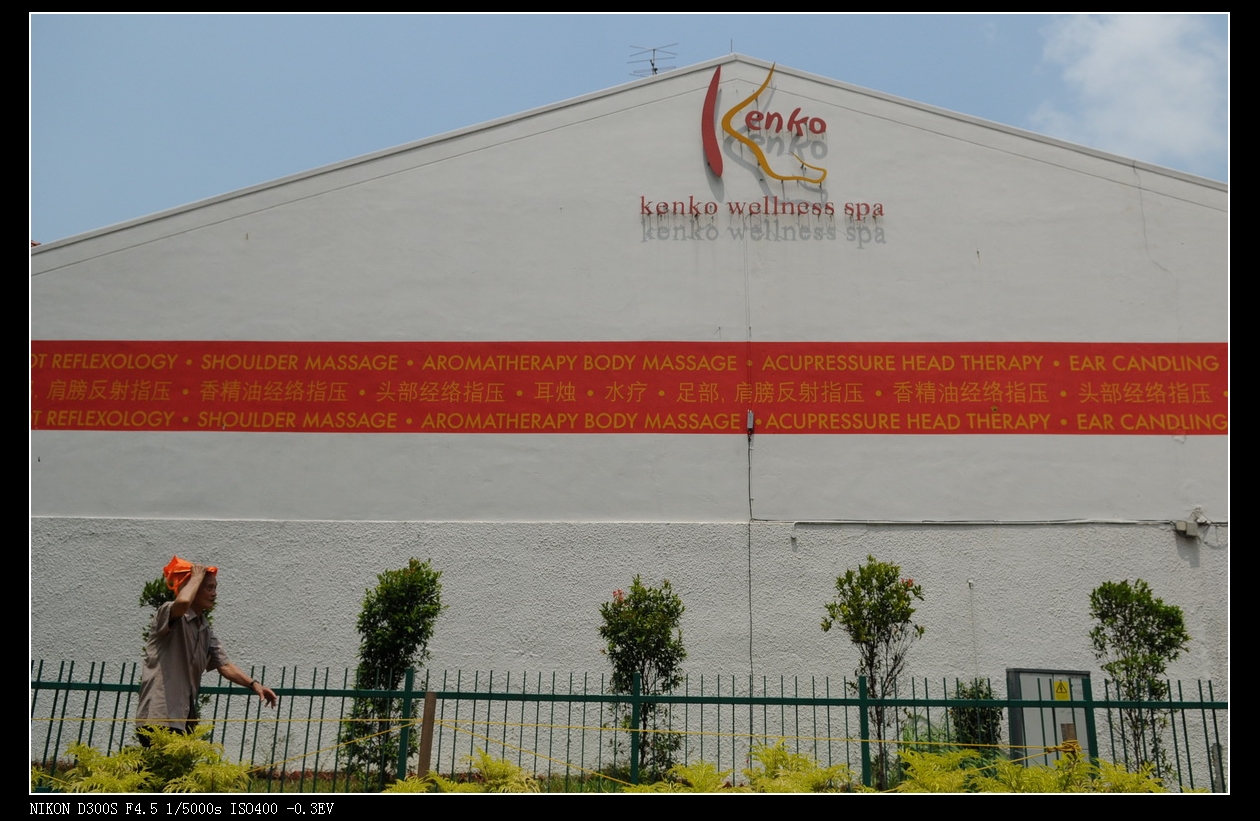 Kenko
kenko wellness spa
OT REFLEXOLOGY • SHOULDER MASSAGE • AROMATHERAPY BODY MASSAGE • ACUPRESSURE HEAD THERAPY • EAR CANDLING
, 肩膀反射指压 • 香精油经络指压 • 头部经络指压 • 耳烛 • 水疗 • 足部, 肩膀反射指压 • 香精油经络指压 • 头部经络指压 •
OT REFLEXOLOGY • SHOULDER MASSAGE • AROMATHERAPY BODY MASSAGE • ACUPRESSURE HEAD THERAPY • EAR CANDLING
NIKON D300S F4.5 1/5000s ISO400 -0.3EV